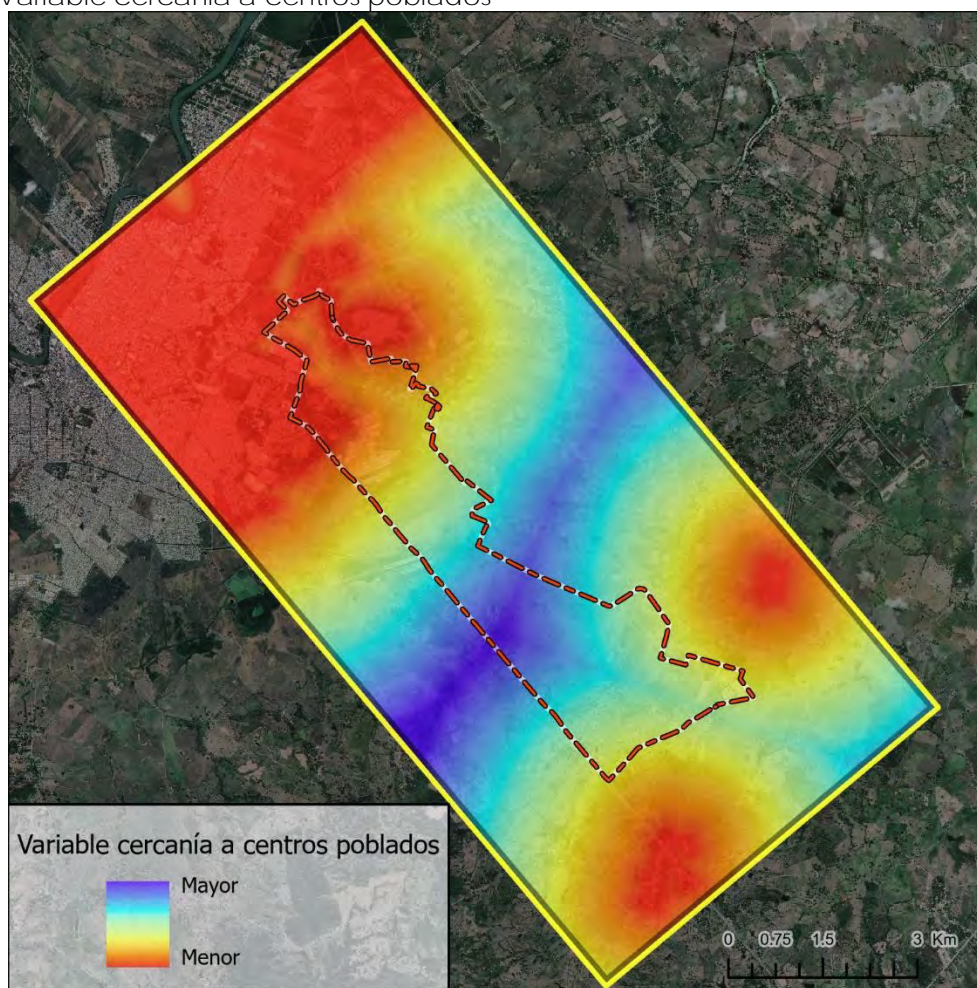 Variable cercanía a centros poblados
Variable cercanía a centros poblados
Mayor
Menor
0 0.75 1.5 3 Km